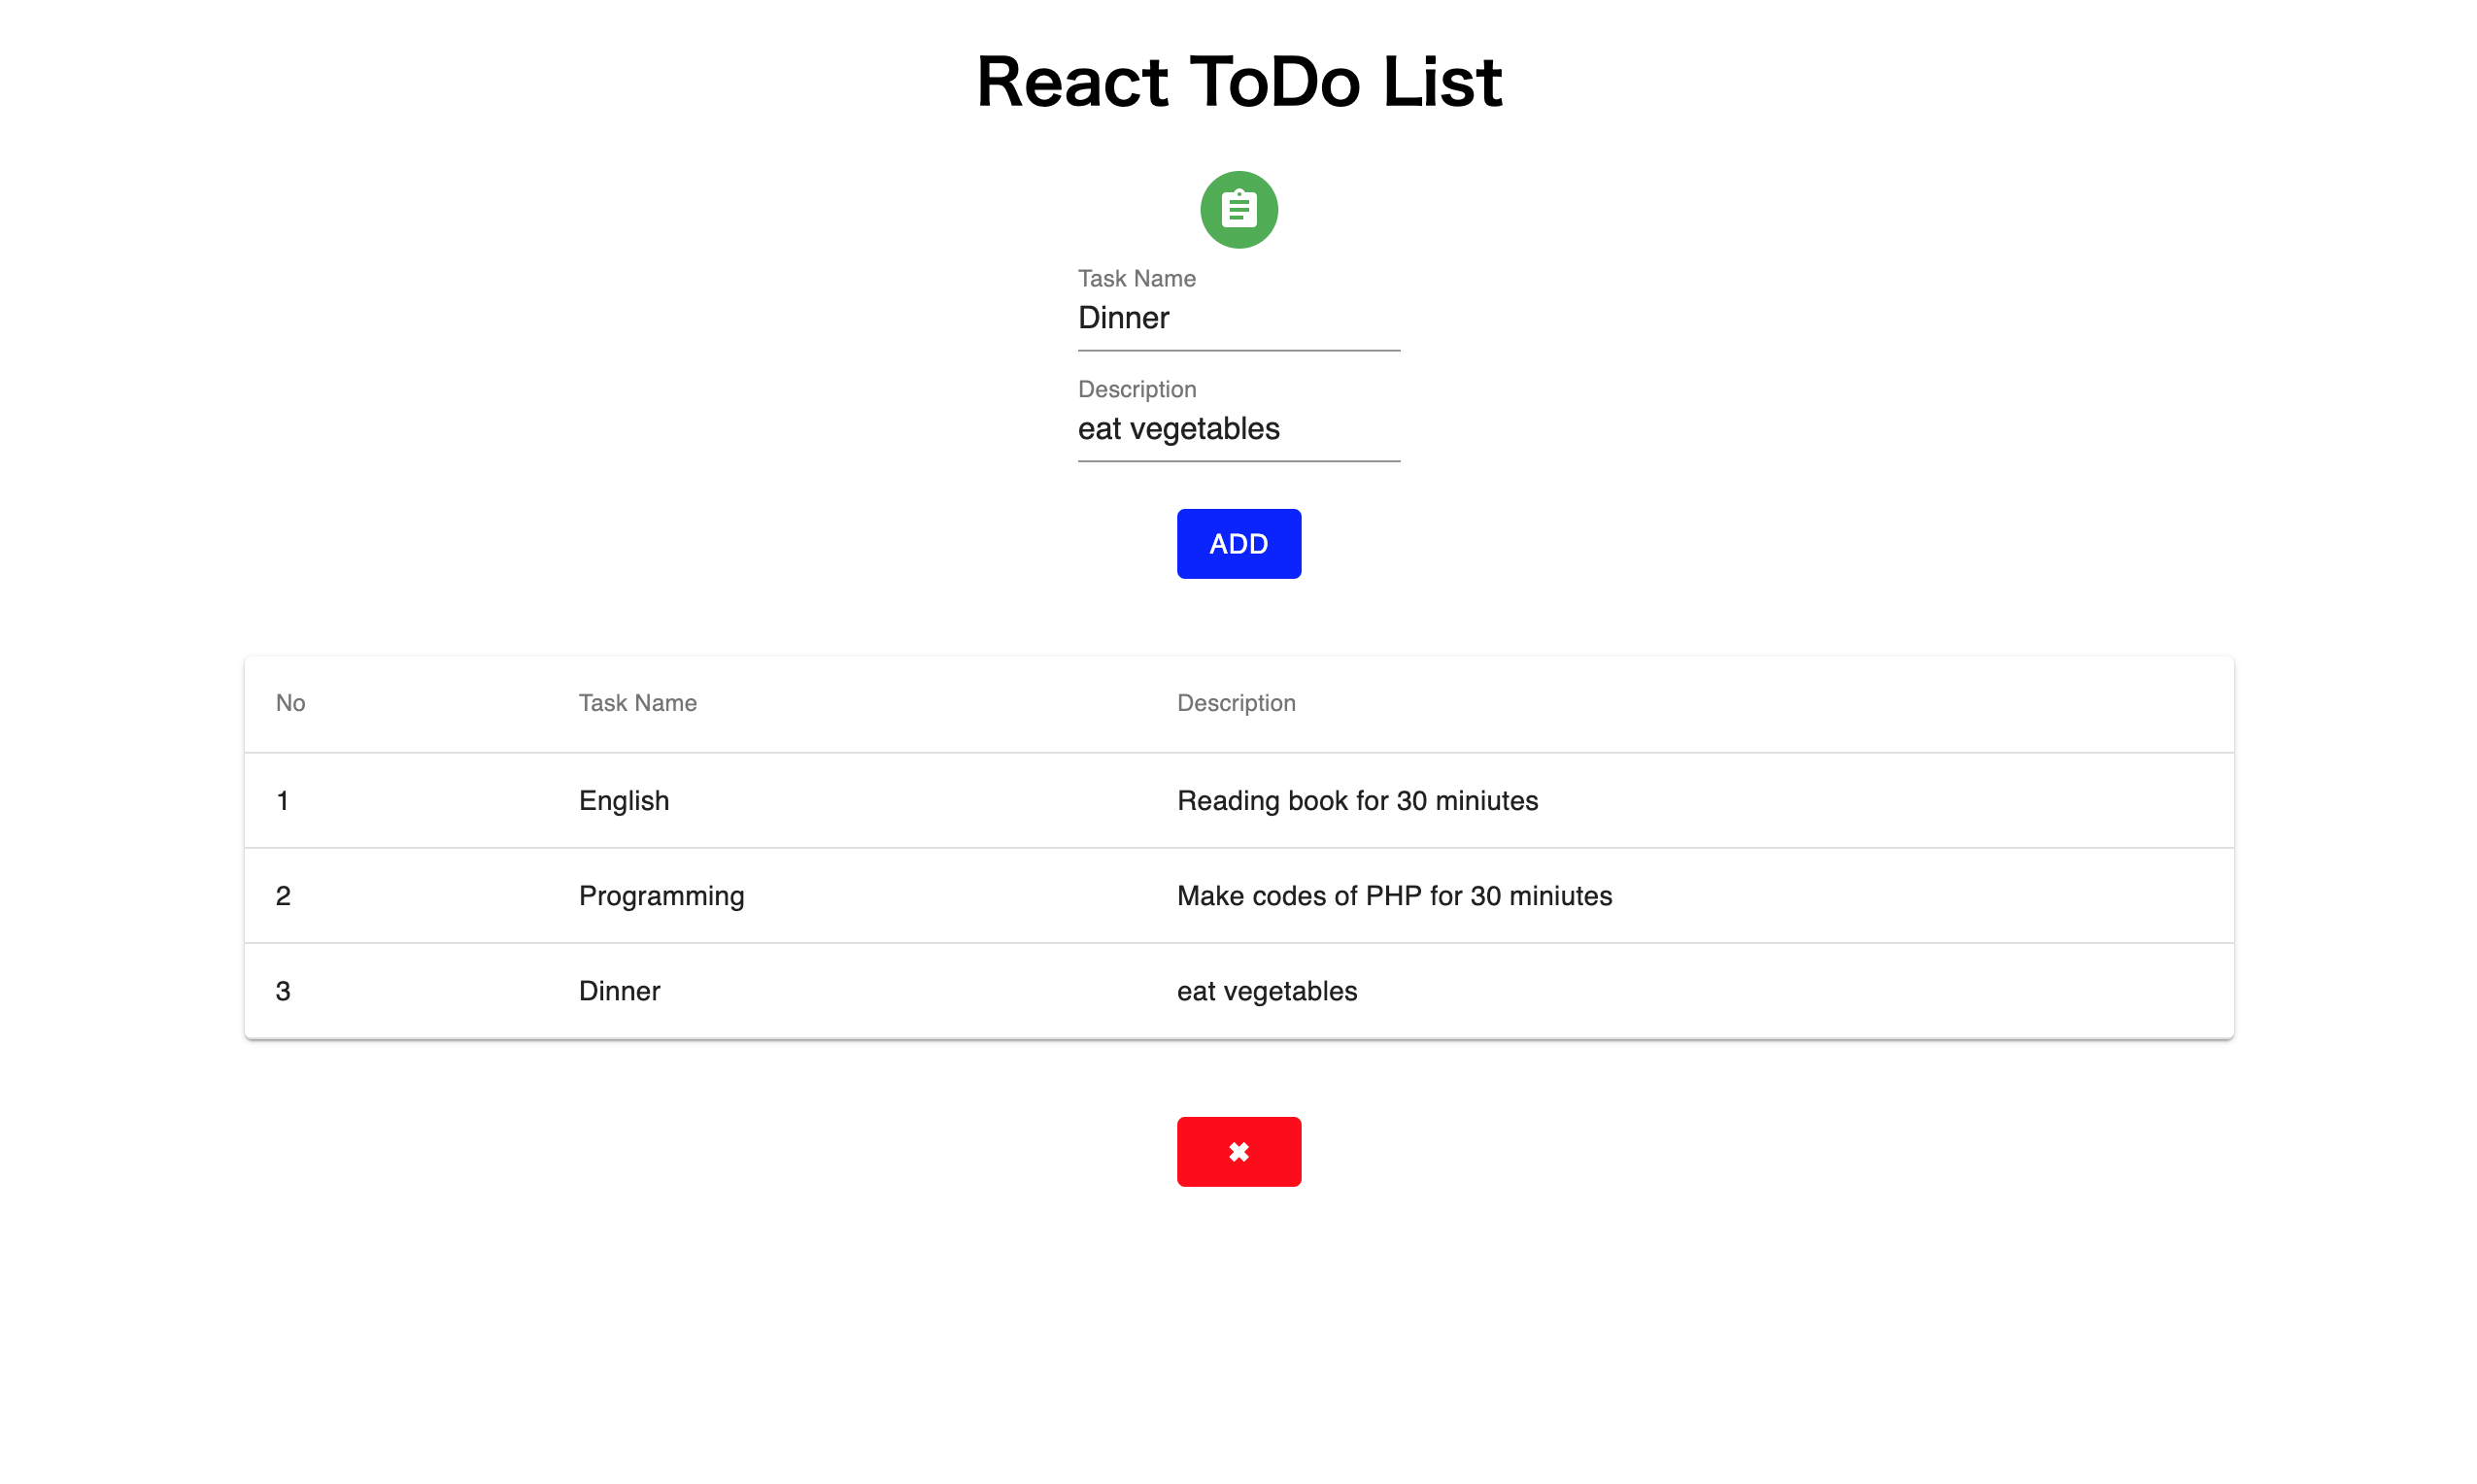 React ToDo List
Task Name
Dinner
Description
eat vegetables
ADD
No Task Name Description
1 English Reading book for 30 miniutes
2 Programming Make codes of PHP for 30 miniutes
3 Dinner eat vegetables
✖